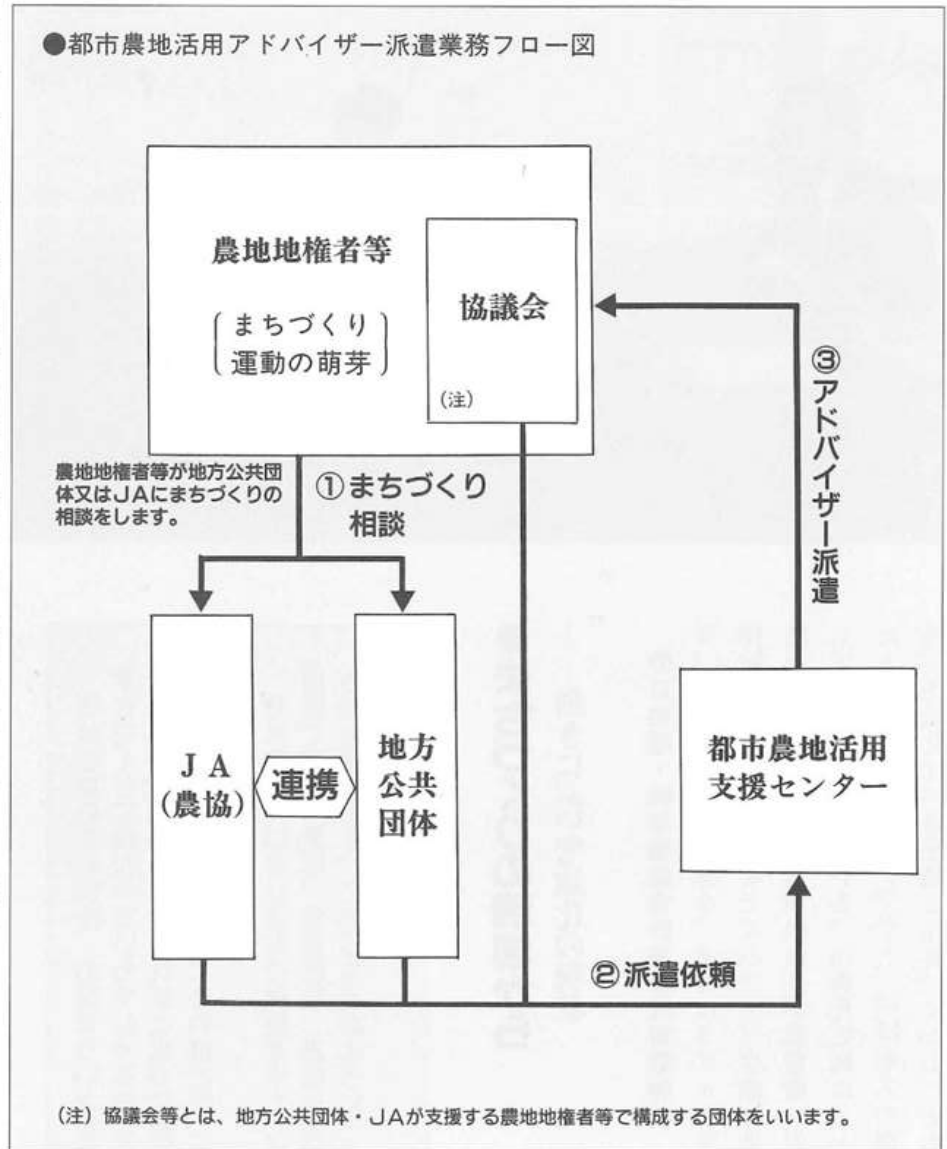 ●都市農地活用アドバイザー派遣業務フロー図
農地地権者等
まちづくり
運動の萌芽
協議会
(注)
農地地権者等が地方公共団
体又はJAにまちづくりの
相談をします。
①まちづくり
相談
③アドバイザー派遣
JA
(農協)
連携
地方
公共
団体
都市農地活用
支援センター
②派遣依頼
(注)協議会等とは、地方公共団体・JAが支援する農地地権者等で構成する団体をいいます。